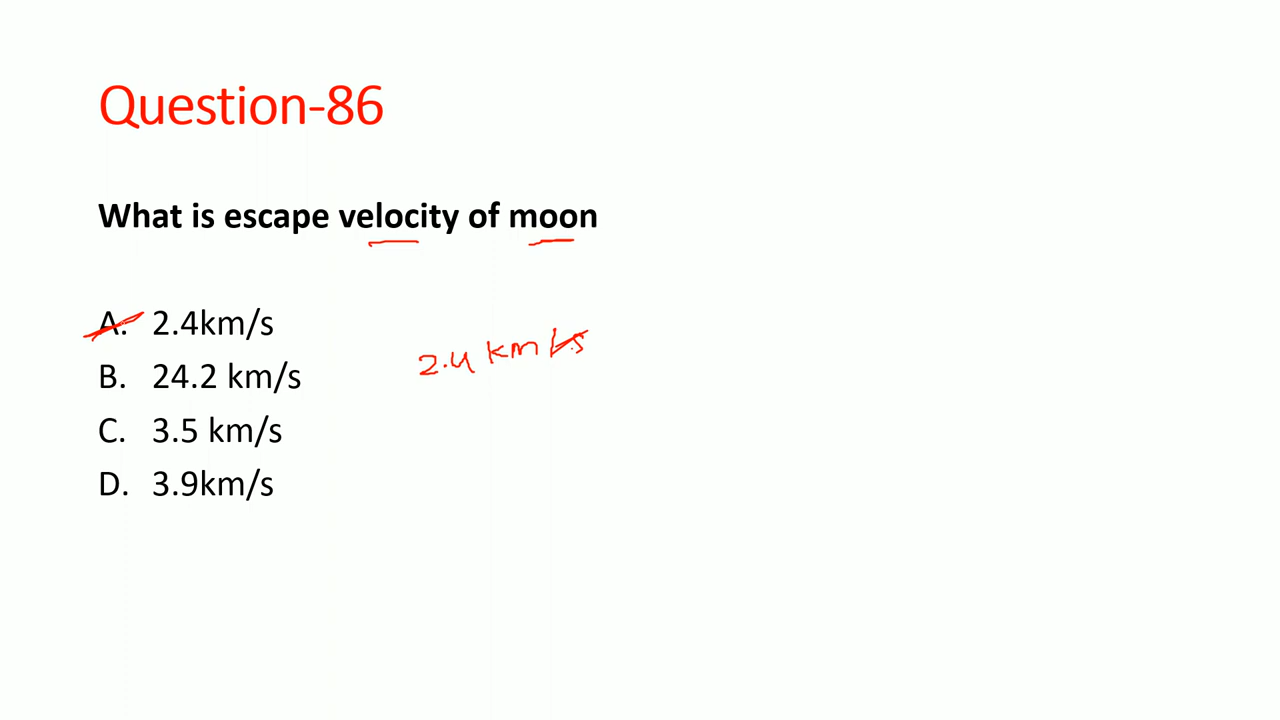 Question-86
What is escape velocity of moon
A. 2.4km/s
2.4 km/s
B. 24.2 km/s
C. 3.5 km/s
D. 3.9km/s